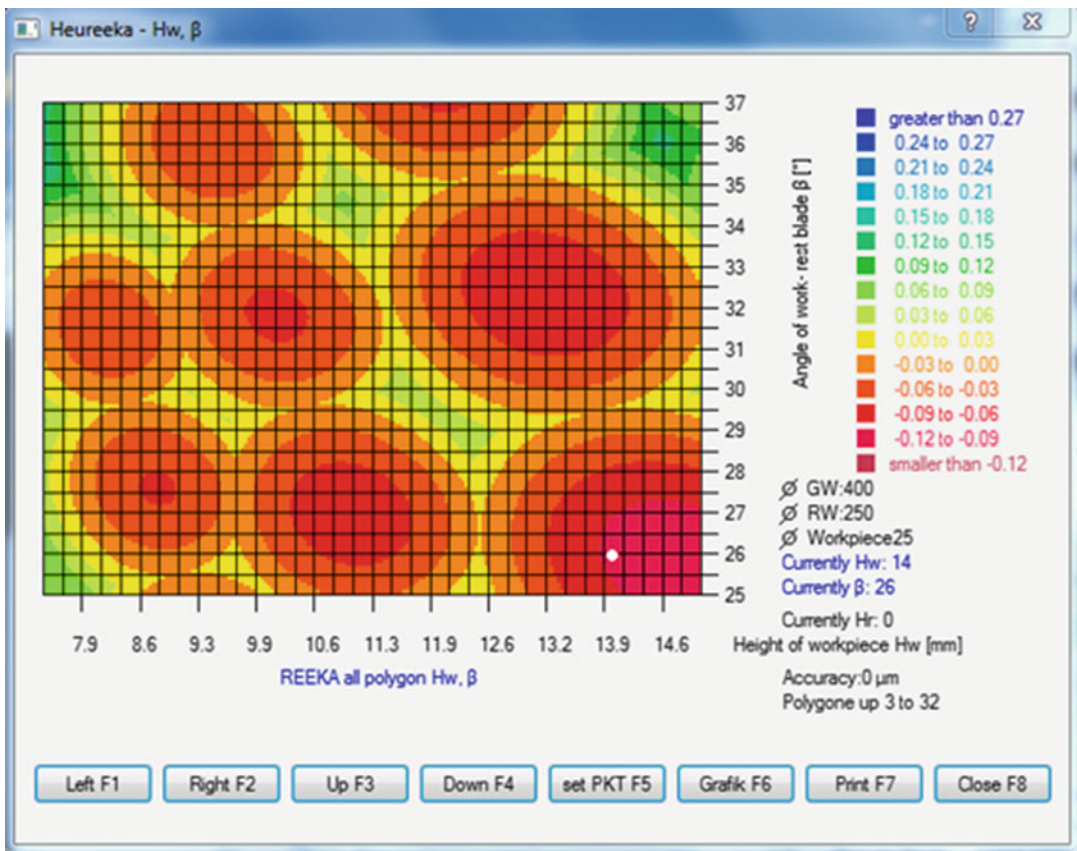 Heureeka - Hw, β
?
37
36
35
34
33
32
31
30
29
28
27
26
25
Angle of work- rest blade β [°]
greater than 0.27
0.24 to 0.27
0.21 to 0.24
0.18 to 0.21
0.15 to 0.18
0.12 to 0.15
0.09 to 0.12
0.06 to 0.09
0.03 to 0.06
0.00 to 0.03
-0.03 to 0.00
-0.06 to -0.03
-0.09 to -0.06
-0.12 to -0.09
smaller than -0.12
Ø GW:400
Ø RW:250
Ø Workpiece25
Currently Hw: 14
Currently β: 26
Currently Hr: 0
7.9 8.6 9.3 9.9 10.6 11.3 11.9 12.6 13.2 13.9 14.6
Height of workpiece Hw [mm]
REEKA all polygon Hw, β
Accuracy:0 µm
Polygone up 3 to 32
Left F1
Right F2
Up F3
Down F4
set PKT F5
Grafik F6
Print F7
Close F8